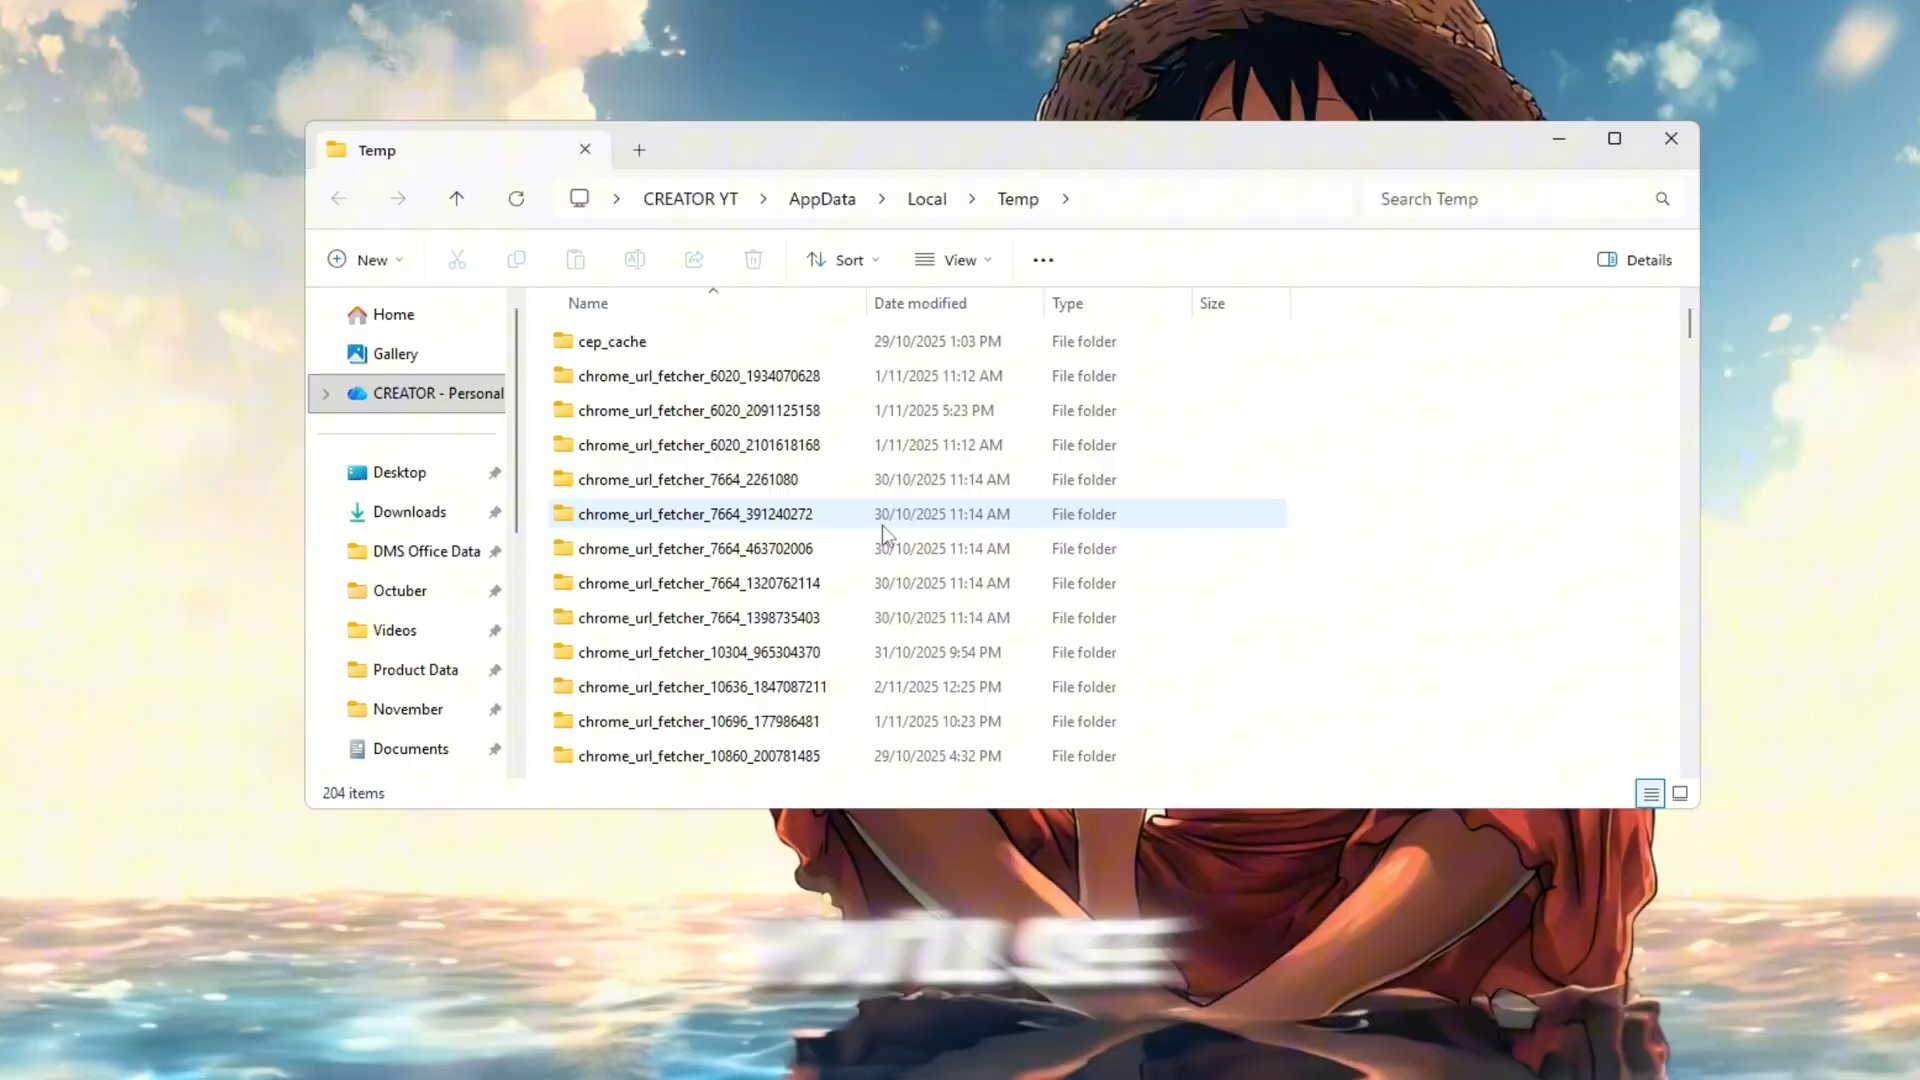 Temp
CREATOR YT > AppData > Local > Temp >
Search Temp
New
Sort
View
Details
Name
Date modified
Type
Size
Home
Gallery
CREATOR - Personal
Desktop
Downloads
DMS Office Data
Octuber
Videos
Product Data
November
Documents
cep_cache 29/10/2025 1:03 PM File folder
chrome_url_fetcher_6020_1934070628 1/11/2025 11:12 AM File folder
chrome_url_fetcher_6020_2091125158 1/11/2025 5:23 PM File folder
chrome_url_fetcher_6020_2101618168 1/11/2025 11:12 AM File folder
chrome_url_fetcher_7664_2261080 30/10/2025 11:14 AM File folder
chrome_url_fetcher_7664_391240272 30/10/2025 11:14 AM File folder
chrome_url_fetcher_7664_463702006 30/10/2025 11:14 AM File folder
chrome_url_fetcher_7664_1320762114 30/10/2025 11:14 AM File folder
chrome_url_fetcher_7664_1398735403 30/10/2025 11:14 AM File folder
chrome_url_fetcher_10304_965304370 31/10/2025 9:54 PM File folder
chrome_url_fetcher_10636_1847087211 2/11/2025 12:25 PM File folder
chrome_url_fetcher_10696_177986481 1/11/2025 10:23 PM File folder
chrome_url_fetcher_10860_200781485 29/10/2025 4:32 PM File folder
204 items
YOU'LL SEE